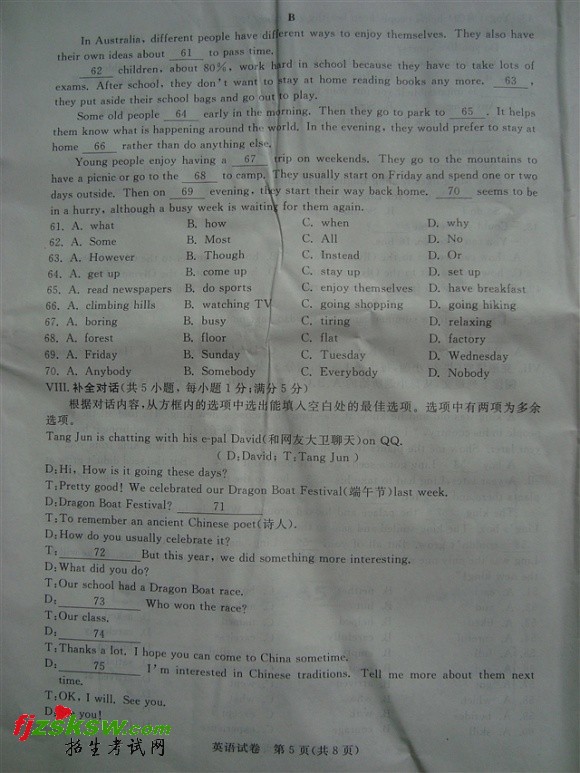 B
In Australia, different people have different ways to enjoy themselves. They also have
their own ideas about 61 to pass time.
62 children, about 80%, work hard in school because they have to take lots of
exams. After school, they don't want to stay at home reading books any more. 63 ,
they put aside their school bags and go out to play.
Some old people 64 early in the morning. Then they go to park to 65 . It helps
them know what is happening around the world. In the evening, they would prefer to stay at
home 66 rather than do anything else.
Young people enjoy having a 67 trip on weekends. They go to the mountains to
have a picnic or go to the 68 to camp. They usually start on Friday and spend one or two
days outside. Then on 69 evening, they start their way back home. 70 seems to be
in a hurry, although a busy week is waiting for them again.
61. A. what B. how C. when D. why
62. A. Some B. Most C. All D. No
63. A. However B. Though C. Instead D. Or
64. A. get up B. come up C. stay up D. set up
65. A. read newspapers B. do sports C. enjoy themselves D. have breakfast
66. A. climbing hills B. watching TV C. going shopping D. going hiking
67. A. boring B. busy C. tiring D. relaxing
68. A. forest B. floor C. flat D. factory
69. A. Friday B. Sunday C. Tuesday D. Wednesday
70. A. Anybody B. Somebody C. Everybody D. Nobody
VIII. 补全对话(共5小题,每小题1分;满分5分)
根据对话内容,从方框内的选项中选出能填入空白处的最佳选项。选项中有两项为多余
选项。
Tang Jun is chatting with his e-pal David(和网友大卫聊天)on QQ.
( D:David; T:Tang Jun )
D:Hi, How is it going these days?
T:Pretty good! We celebrated our Dragon Boat Festival(端午节)last week.
D:Dragon Boat Festival? 71
T:To remember an ancient Chinese poet(诗人).
D:How do you usually celebrate it?
T: 72 But this year, we did something more interesting.
D:What did you do?
T:Our school had a Dragon Boat race.
D: 73 Who won the race?
T:Our class.
D: 74
T:Thanks a lot. I hope you can come to China sometime.
D: 75 I'm interested in Chinese traditions. Tell me more about them next
time.
T:OK, I will. See you.
D: you!
fjzsksw.com
招生考试网
英语试卷 第5页(共8页)